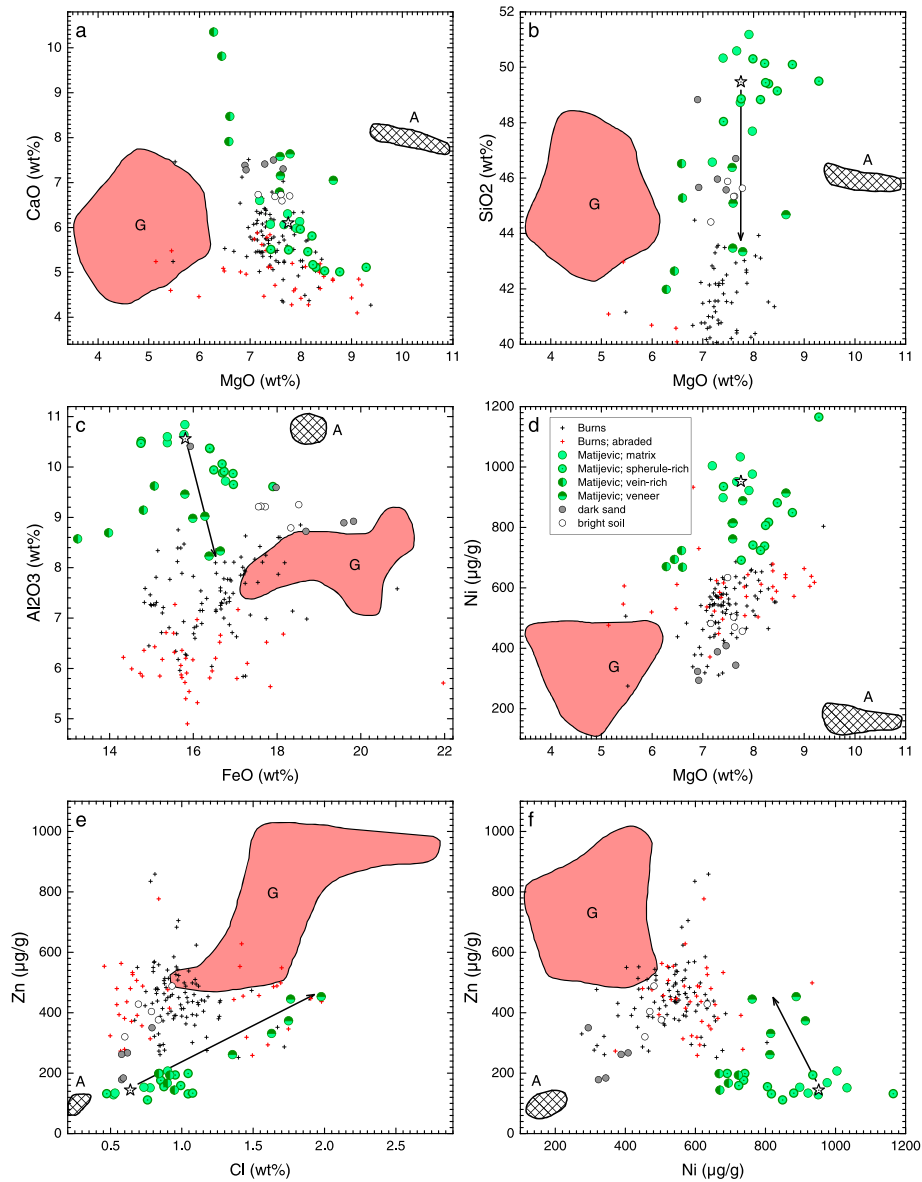 a
A
G
CaO (wt%)
10
9
8
7
6
5
4
4 5 6 7 8 9 10 11
MgO (wt%)
b
A
G
SiO2 (wt%)
52
50
48
46
44
42
40
4 5 6 7 8 9 10 11
MgO (wt%)
c
A
G
Al2O3 (wt%)
11
10
9
8
7
6
5
14 16 18 20 22
FeO (wt%)
d
Burns
Burns; abraded
Matijevic; matrix
Matijevic; spherule-rich
Matijevic; vein-rich
Matijevic; veneer
dark sand
bright soil
G
A
Ni (µg/g)
1200
1000
800
600
400
200
4 5 6 7 8 9 10 11
MgO (wt%)
e
G
A
Zn (µg/g)
1000
800
600
400
200
0
0.5 1.0 1.5 2.0 2.5
Cl (wt%)
f
G
A
Zn (µg/g)
1000
800
600
400
200
0
200 400 600 800 1000 1200
Ni (µg/g)